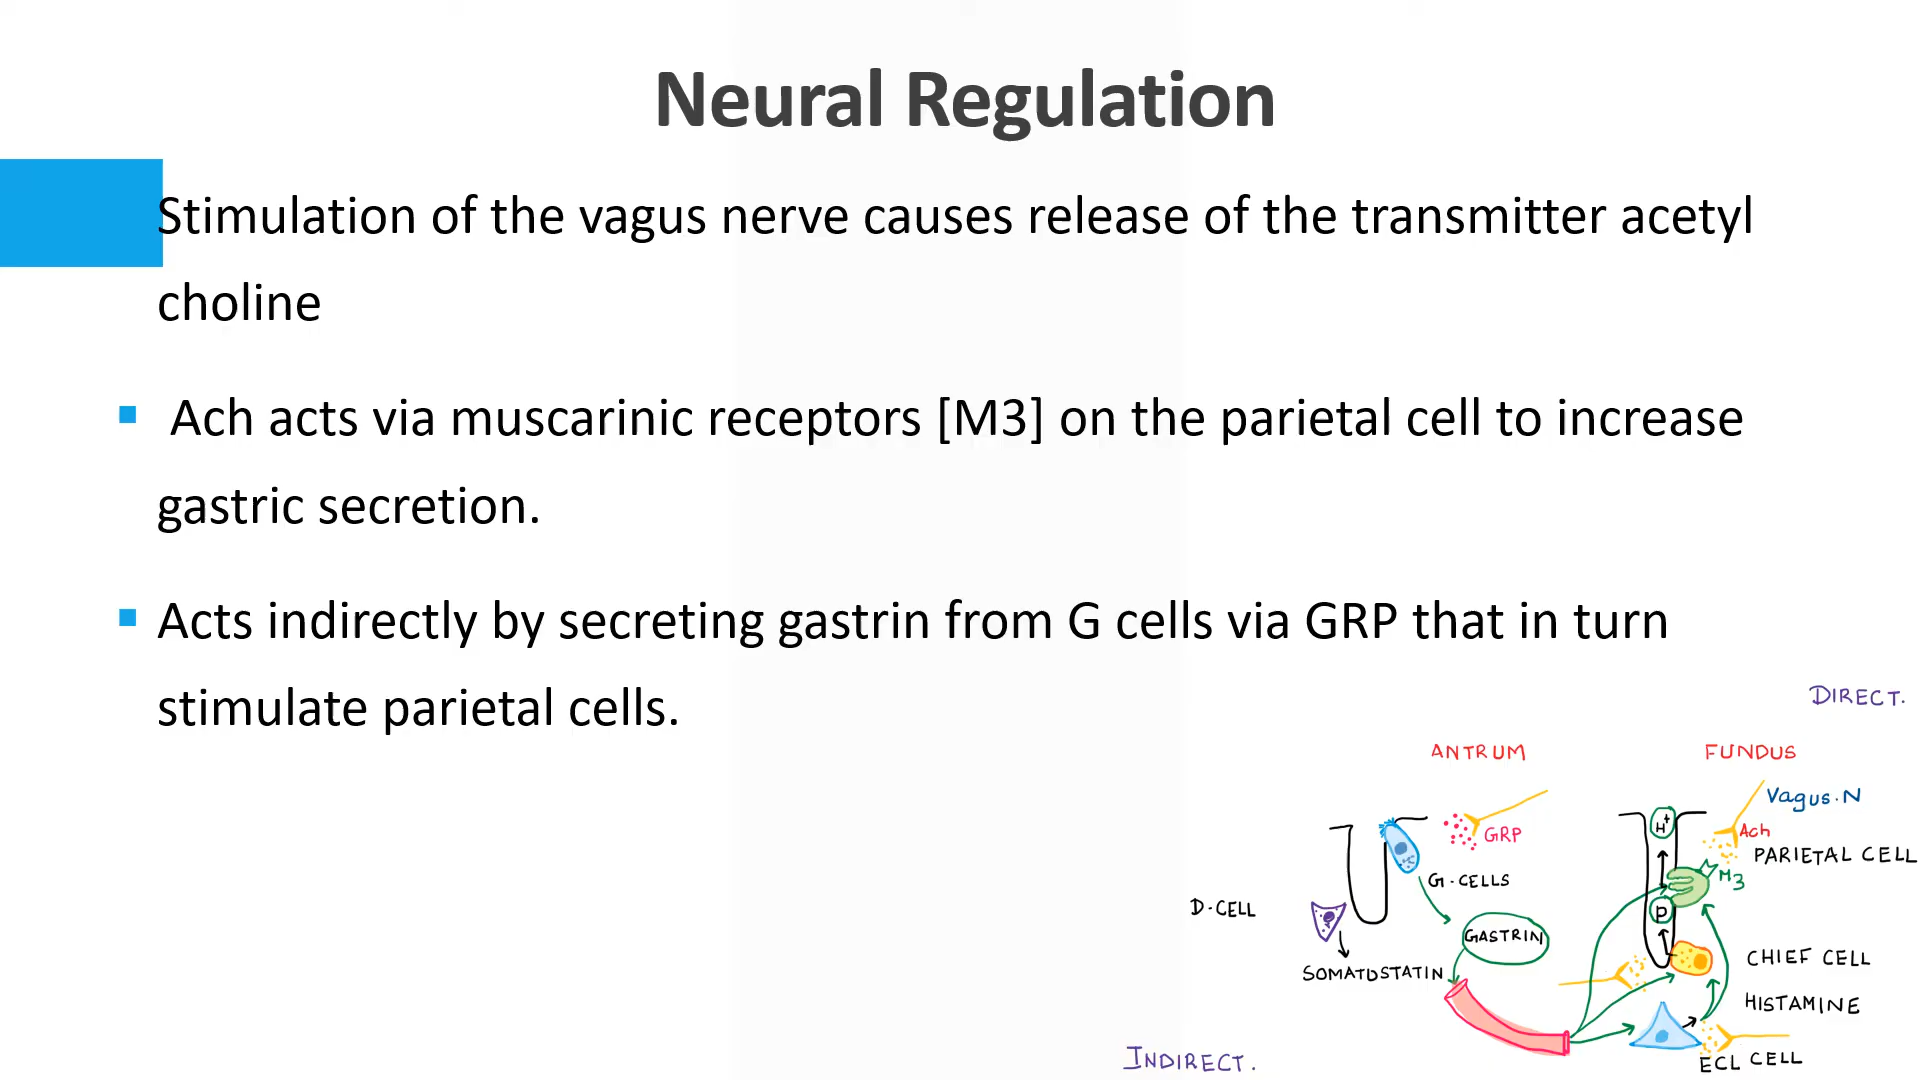 Neural Regulation
Stimulation of the vagus nerve causes release of the transmitter acetyl
choline
Ach acts via muscarinic receptors [M3] on the parietal cell to increase
gastric secretion.
Acts indirectly by secreting gastrin from G cells via GRP that in turn
stimulate parietal cells.
DIRECT.
ANTRUM
FUNDUS
Vagus.N
H+
Ach
GRP
PARIETAL CELL
M3
G-CELLS
D-CELL
P
GASTRIN
CHIEF CELL
SOMATOSTATIN
HISTAMINE
INDIRECT.
ECL CELL